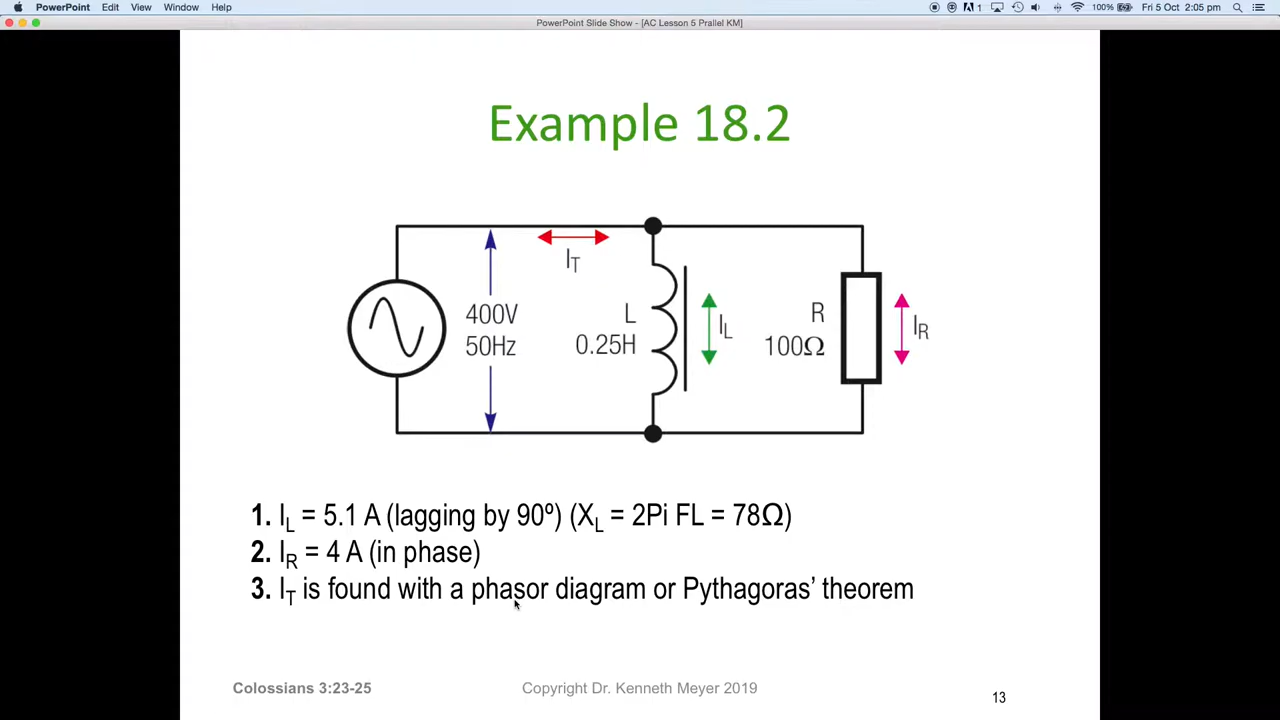 PowerPoint Edit View Window Help 1 100% Fri 5 Oct 2:05 pm
PowerPoint Slide Show - [AC Lesson 5 Prallel KM]
Example 18.2
I_T
400V
50Hz
L
0.25H
I_L
R
100Ω
I_R
1. I_L = 5.1 A (lagging by 90º) (X_L = 2Pi FL = 78Ω)
2. I_R = 4 A (in phase)
3. I_T is found with a phasor diagram or Pythagoras’ theorem
Colossians 3:23-25 Copyright Dr. Kenneth Meyer 2019 13